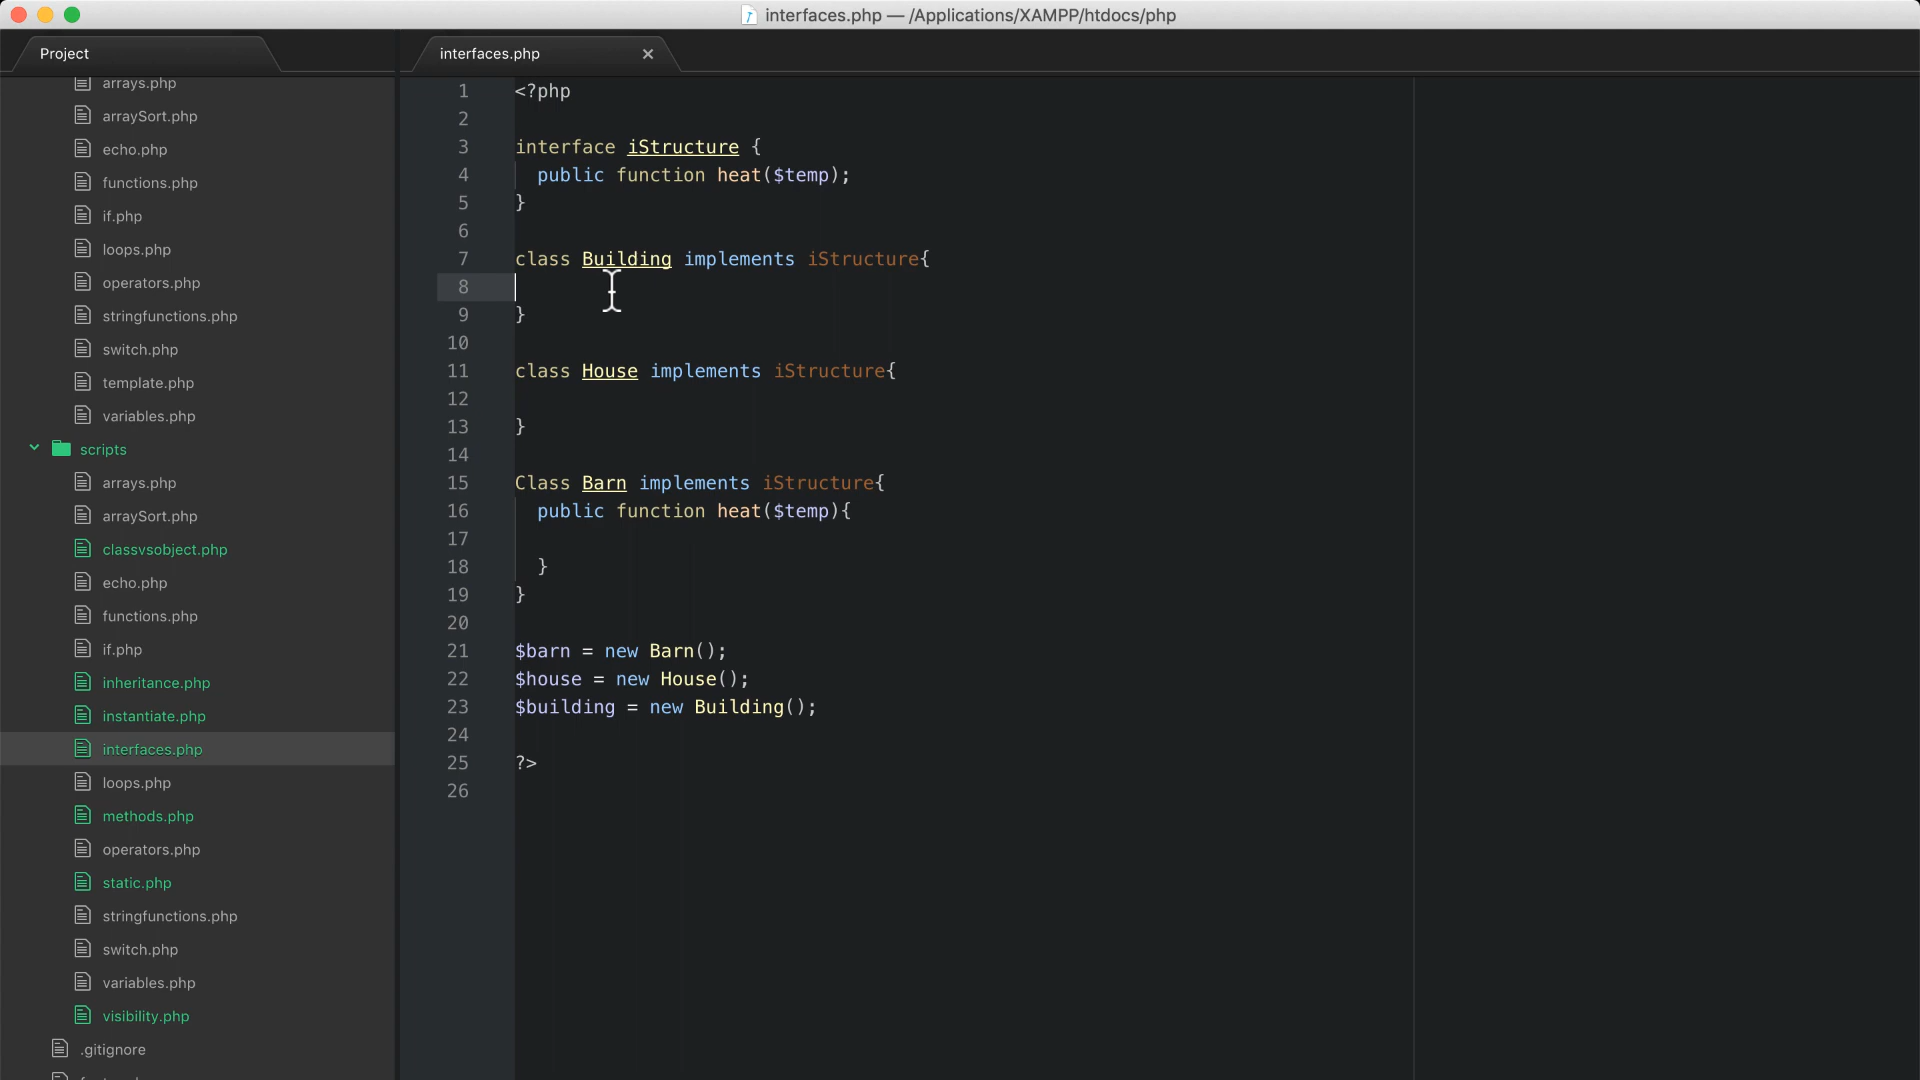 interfaces.php — /Applications/XAMPP/htdocs/php
Project
interfaces.php
arrays.php
arraySort.php
echo.php
functions.php
if.php
loops.php
operators.php
stringfunctions.php
switch.php
template.php
variables.php
scripts
arrays.php
arraySort.php
classvsobject.php
echo.php
functions.php
if.php
inheritance.php
instantiate.php
interfaces.php
loops.php
methods.php
operators.php
static.php
stringfunctions.php
switch.php
variables.php
visibility.php
.gitignore
1 <?php
2
3 interface iStructure {
4 public function heat($temp);
5 }
6
7 class Building implements iStructure{
8
9 }
10
11 class House implements iStructure{
12
13 }
14
15 Class Barn implements iStructure{
16 public function heat($temp){
17
18 }
19 }
20
21 $barn = new Barn();
22 $house = new House();
23 $building = new Building();
24
25 ?>
26